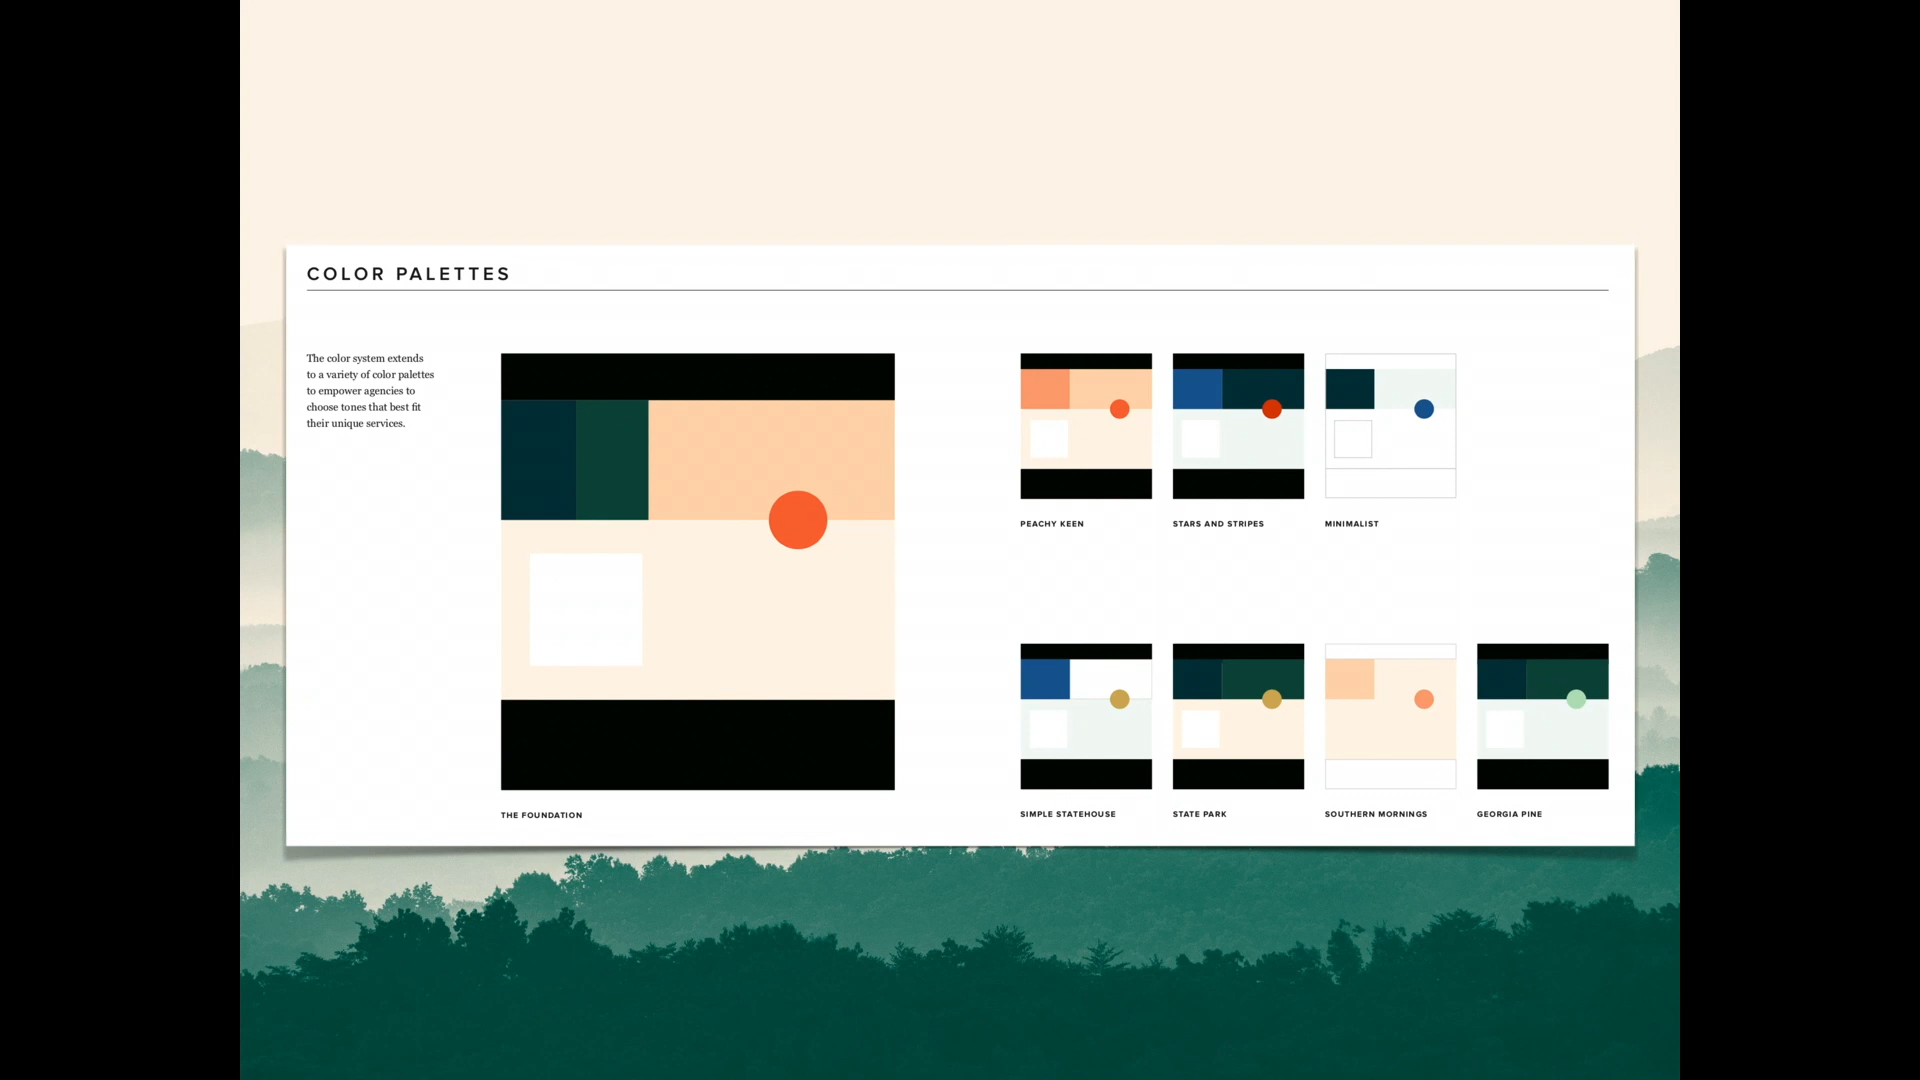 COLOR PALETTES
The color system extends
to a variety of color palettes
to empower agencies to
choose tones that best fit
their unique services.
THE FOUNDATION
PEACHY KEEN
STARS AND STRIPES
MINIMALIST
SIMPLE STATEHOUSE
STATE PARK
SOUTHERN MORNINGS
GEORGIA PINE